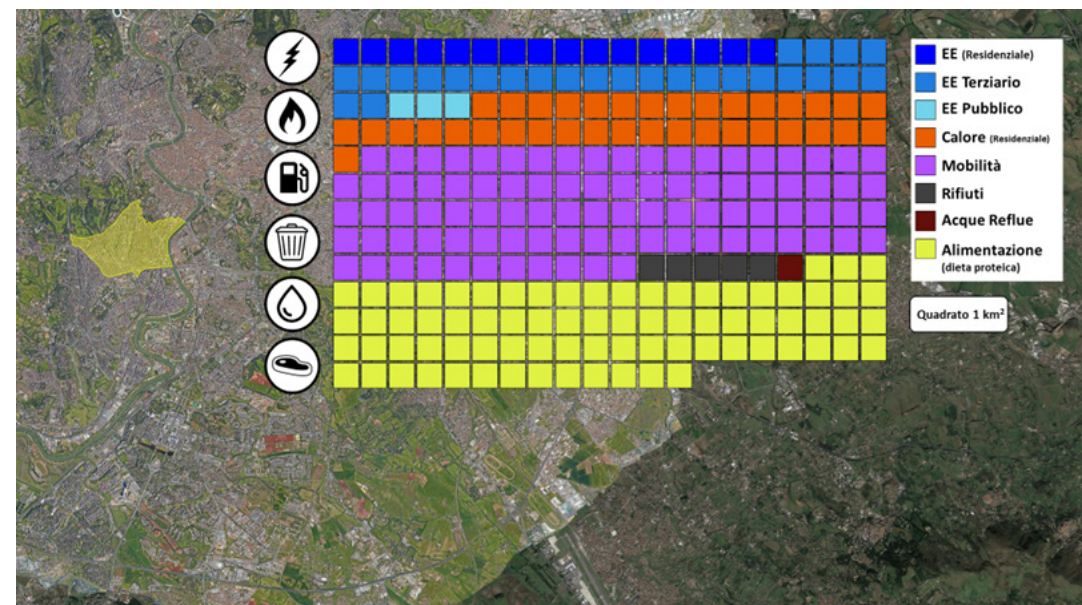 EE (Residenziale)
EE Terziario
EE Pubblico
Calore (Residenziale)
Mobilità
Rifiuti
Acque Reflue
Alimentazione
(dieta proteica)
Quadrato 1 km²